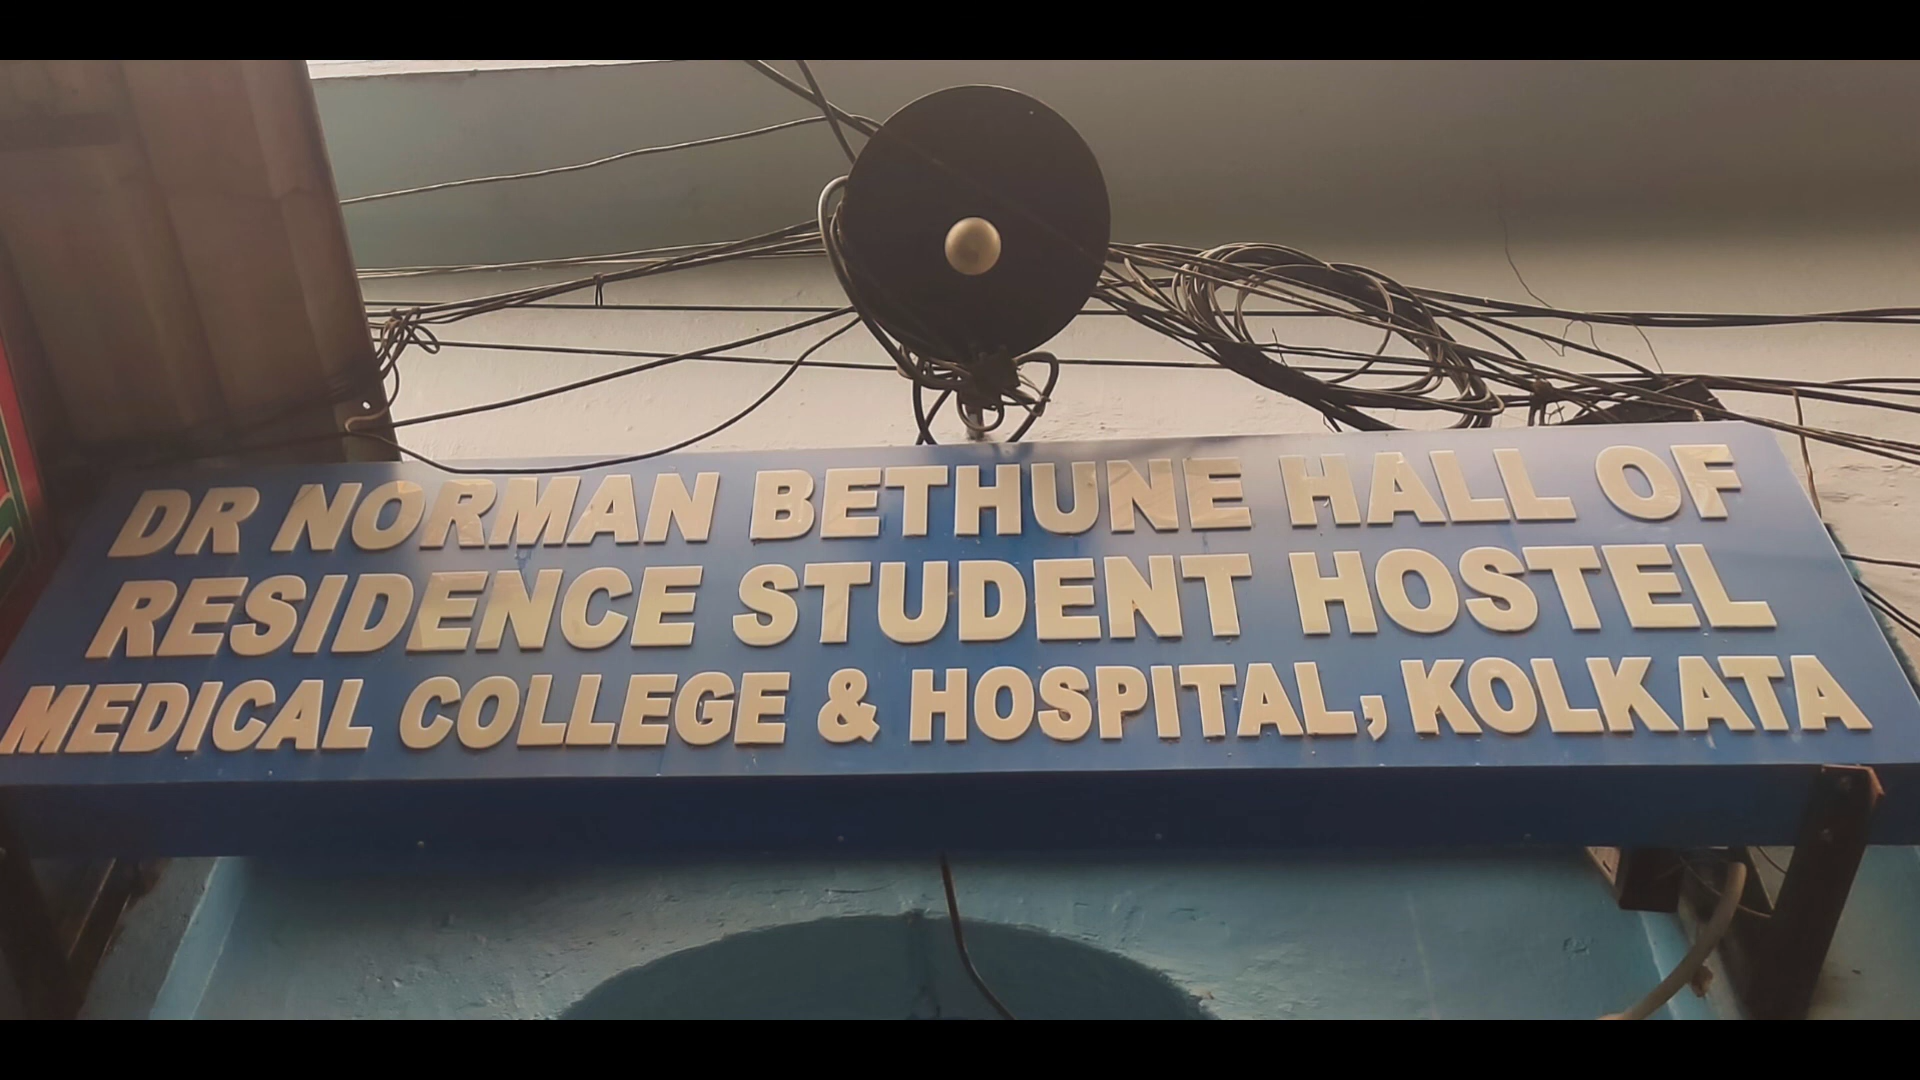 DR NORMAN BETHUNE HALL OF
RESIDENCE STUDENT HOSTEL
MEDICAL COLLEGE & HOSPITAL, KOLKATA